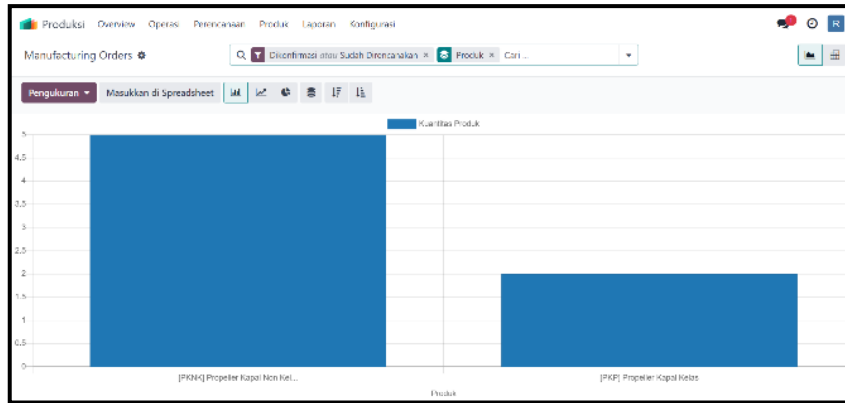 Produksi Overview Operasi Perencanaan Produk Laporan Konfigurasi R
Manufacturing Orders Dikonfirmasi atau Sudah Direncanakan × Produk × Cari ...
Pengukuran Masukkan di Spreadsheet
Kuantitas Produk
5
4.5
4
3.5
3
2.5
2
1.5
1
0.5
0
[PKNK] Propeller Kapal Non Kel... [PKP] Propeller Kapal Kelas
Produk